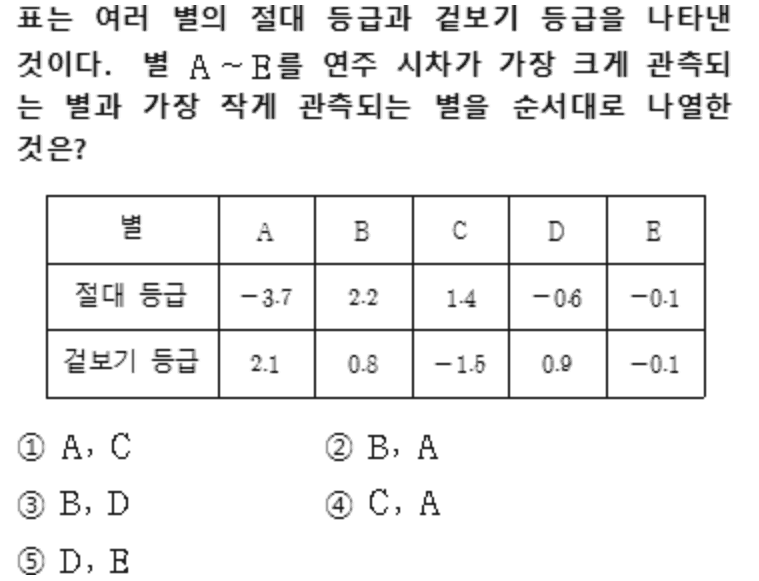 표는 여러 별의 절대 등급과 겉보기 등급을 나타낸
것이다. 별 A ~ E를 연주 시차가 가장 크게 관측되
는 별과 가장 작게 관측되는 별을 순서대로 나열한
것은?
별 A B C D E
절대 등급 -3.7 2.2 1.4 -0.6 -0.1
겉보기 등급 2.1 0.8 -1.5 0.9 -0.1
① A, C ② B, A
③ B, D ④ C, A
⑤ D, E